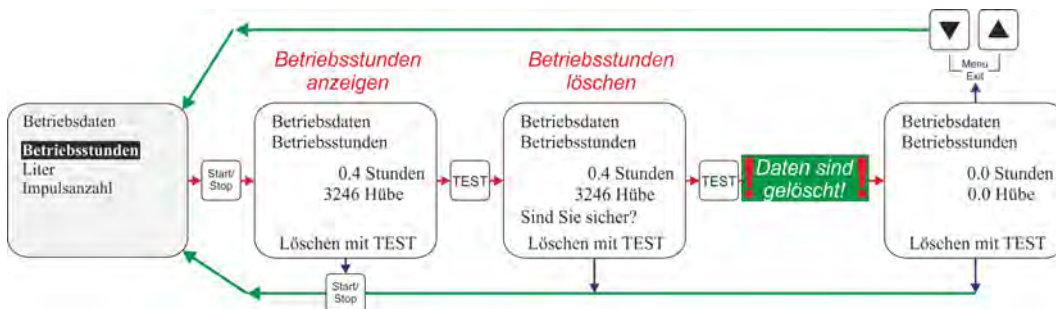 Menu
Exit
Betriebsstunden
anzeigen
Betriebsstunden
löschen
Betriebsdaten
Betriebsstunden
Liter
Impulsanzahl
Start/
Stop
Betriebsdaten
Betriebsstunden
0.4 Stunden
3246 Hübe
Löschen mit TEST
Start/
Stop
TEST
Betriebsdaten
Betriebsstunden
0.4 Stunden
3246 Hübe
Sind Sie sicher?
Löschen mit TEST
TEST
Daten sind
gelöscht!
Betriebsdaten
Betriebsstunden
0.0 Stunden
0.0 Hübe
Löschen mit TEST